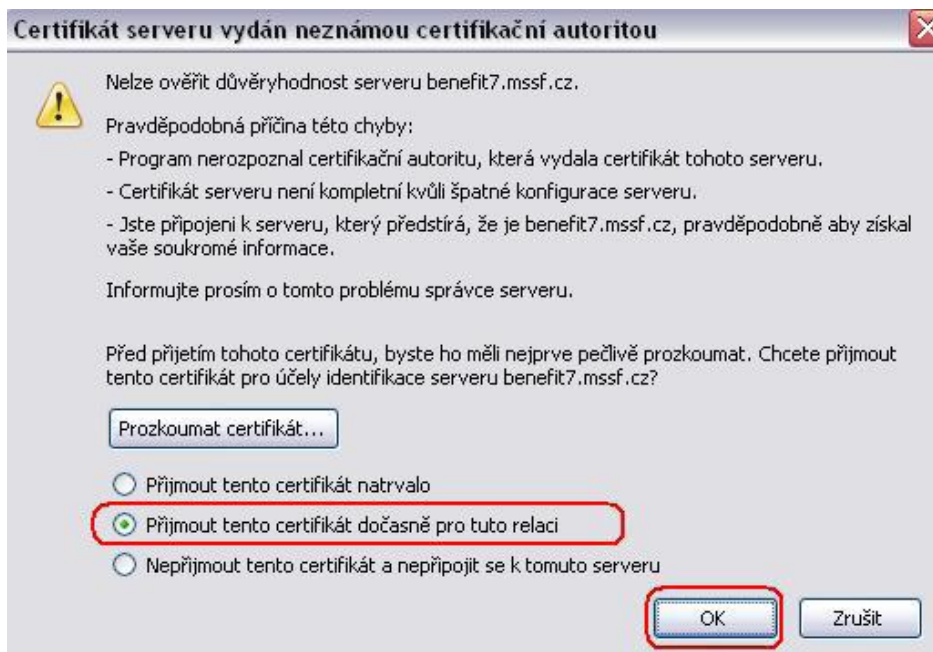 Certifikát serveru vydán neznámou certifikační autoritou
Nelze ověřit důvěryhodnost serveru benefit7.mssf.cz.
Pravděpodobná příčina této chyby:
- Program nerozpoznal certifikační autoritu, která vydala certifikát tohoto serveru.
- Certifikát serveru není kompletní kvůli špatné konfigurace serveru.
- Jste připojeni k serveru, který předstírá, že je benefit7.mssf.cz, pravděpodobně aby získal
vaše soukromé informace.
Informujte prosím o tomto problému správce serveru.
Před přijetím tohoto certifikátu, byste ho měli nejprve pečlivě prozkoumat. Chcete přijmout
tento certifikát pro účely identifikace serveru benefit7.mssf.cz?
Prozkoumat certifikát...
Přijmout tento certifikát natrvalo
Přijmout tento certifikát dočasně pro tuto relaci
Nepřijmout tento certifikát a nepřipojit se k tomuto serveru
OK Zrušit